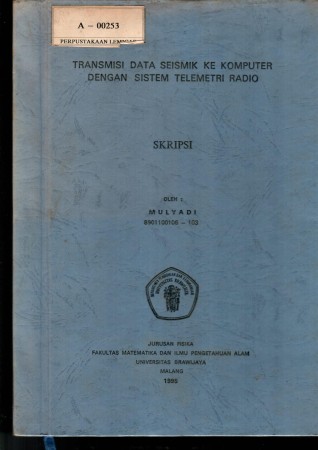 A - 00253
TRANSMISI DATA SEISMIK KE KOMPUTER
DENGAN SISTEM TELEMETRI RADIO
SKRIPSI
OLEH :
MULYADI
JURUSAN FISIKA
FAKULTAS MATEMATIKA DAN ILMU PENGETAHUAN ALAM
UNIVERSITAS BRAWIJAYA
MALANG
1995